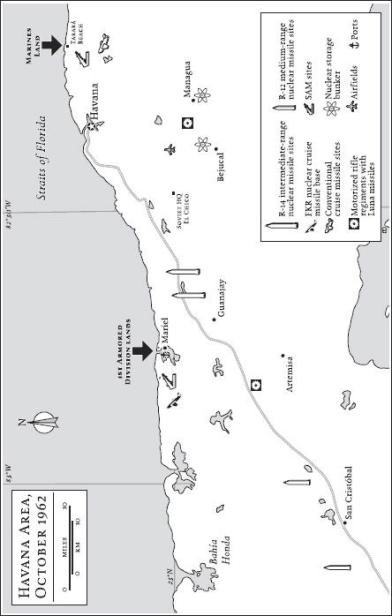 HAVANA AREA,
OCTOBER 1962
0 MILES 10
0 KM 10
N
83°W
82°30'W
23°N
Straits of Florida
1ST ARMORED
DIVISION LANDS
MARINES
LANDS
TARARÁ
BEACH
Havana
Mariel
Bahía
Honda
SOVIET HQ
EL CHICO
Managua
Bejucal
Guanajay
Artemisa
San Cristóbal
R-14 intermediate-range
nuclear missile sites
FKR nuclear cruise
missile base
Conventional
cruise missile sites
Motorized rifle
regiments with
Luna missiles
R-12 medium-range
nuclear missile sites
SAM sites
Nuclear storage
bunker
Airfields
Ports